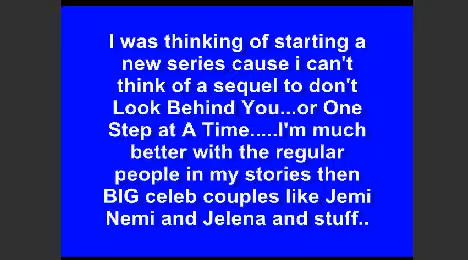 I was thinking of starting a
new series cause i can't
think of a sequel to don't
Look Behind You...or One
Step at A Time.....I'm much
better with the regular
people in my stories then
BIG celeb couples like Jemi
Nemi and Jelena and stuff..